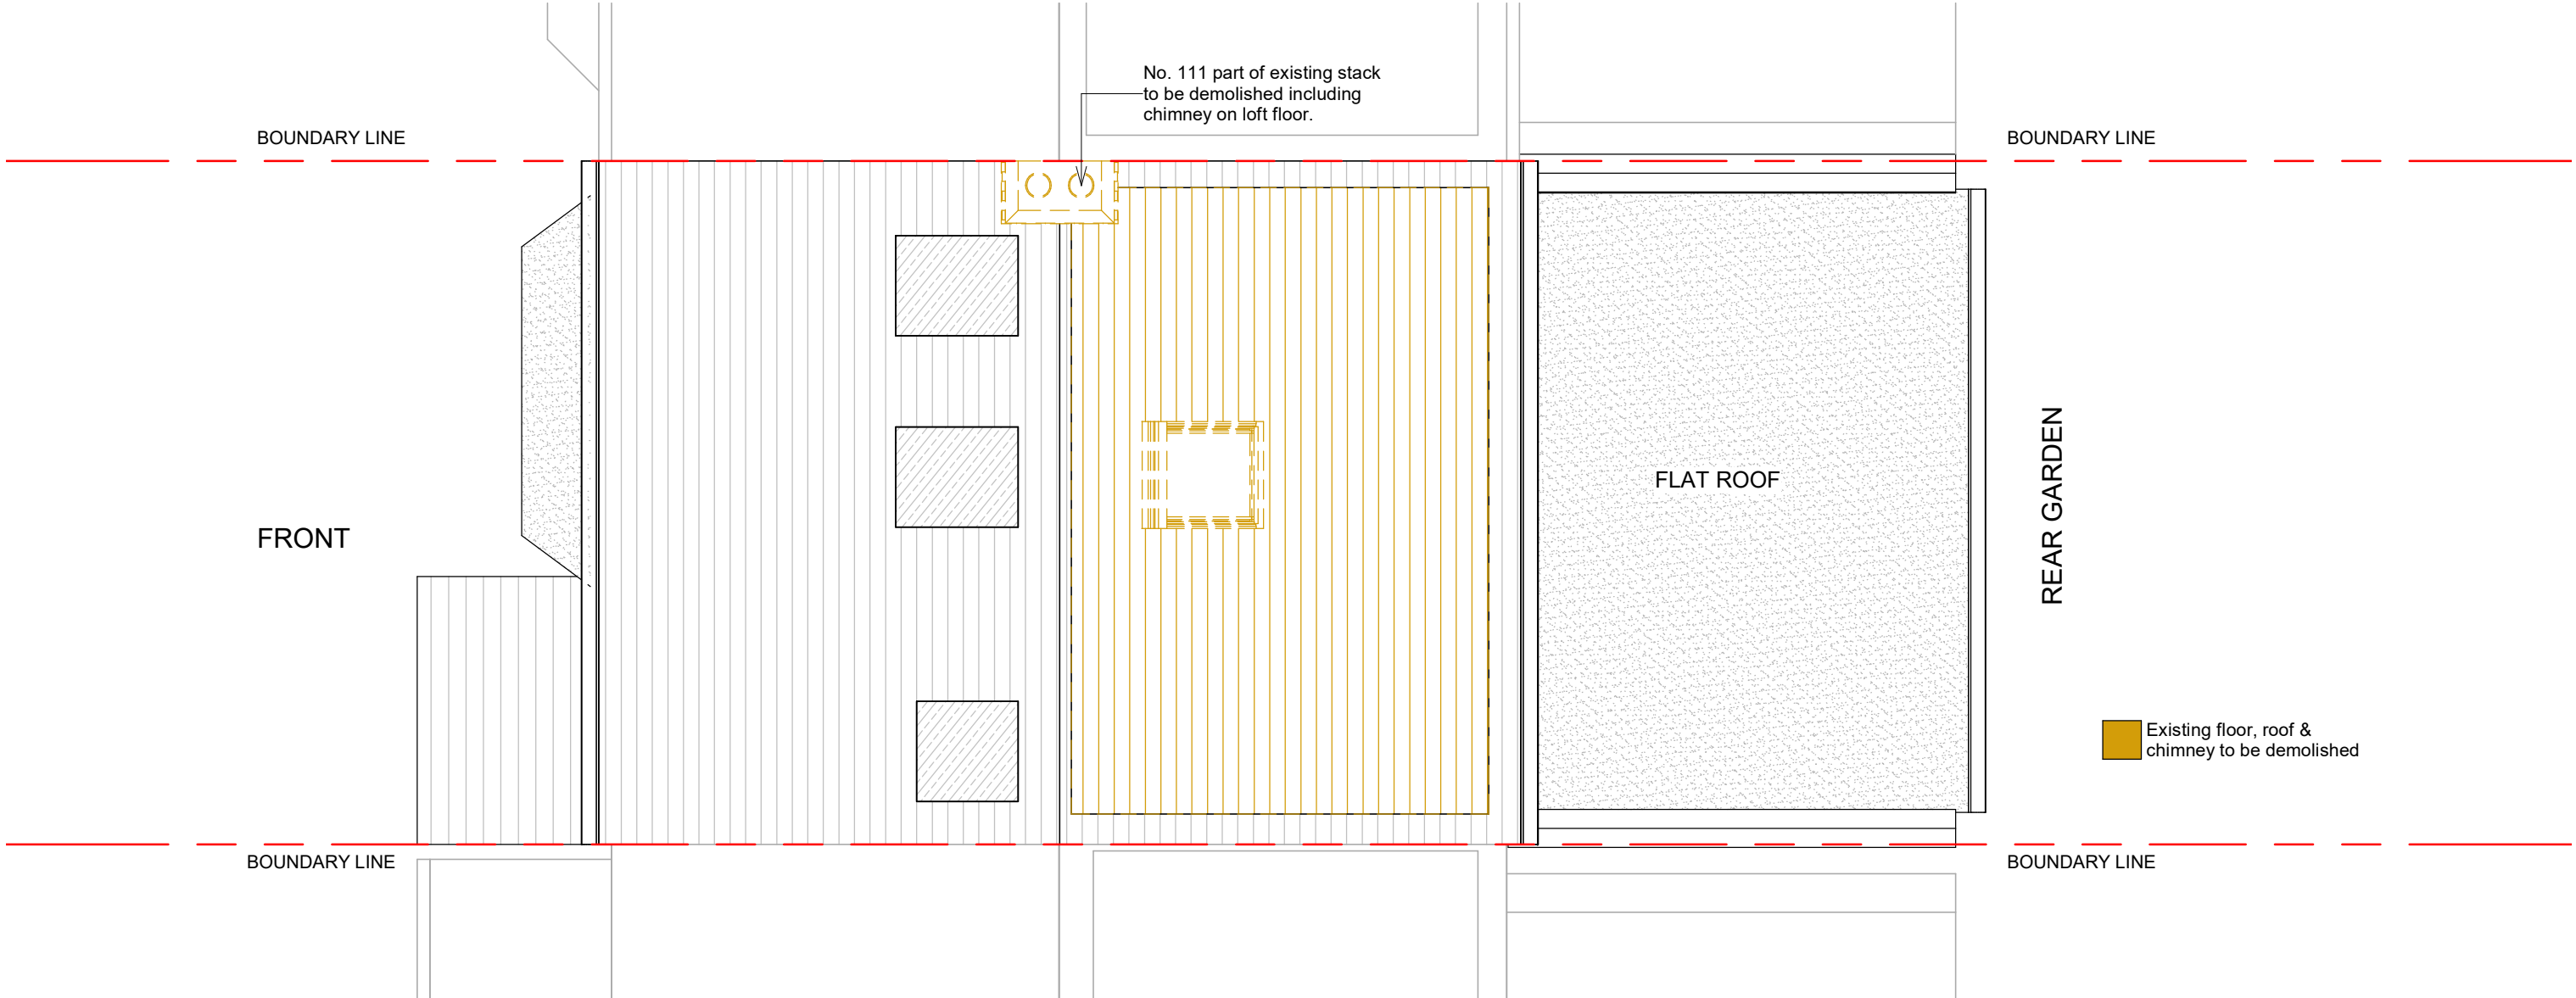 No. 111 part of existing stack
to be demolished including
chimney on loft floor.
BOUNDARY LINE
BOUNDARY LINE
FRONT
FLAT ROOF
REAR GARDEN
Existing floor, roof &
chimney to be demolished
BOUNDARY LINE
BOUNDARY LINE